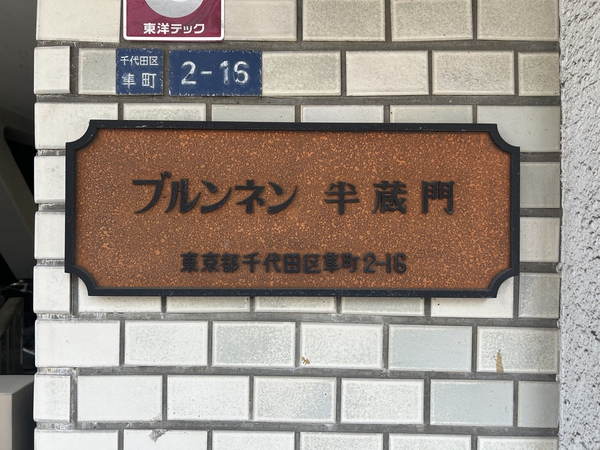 東洋テック
千代田区
隼町
2-16
ブルンネン 半蔵門
東京都千代田区隼町2-16